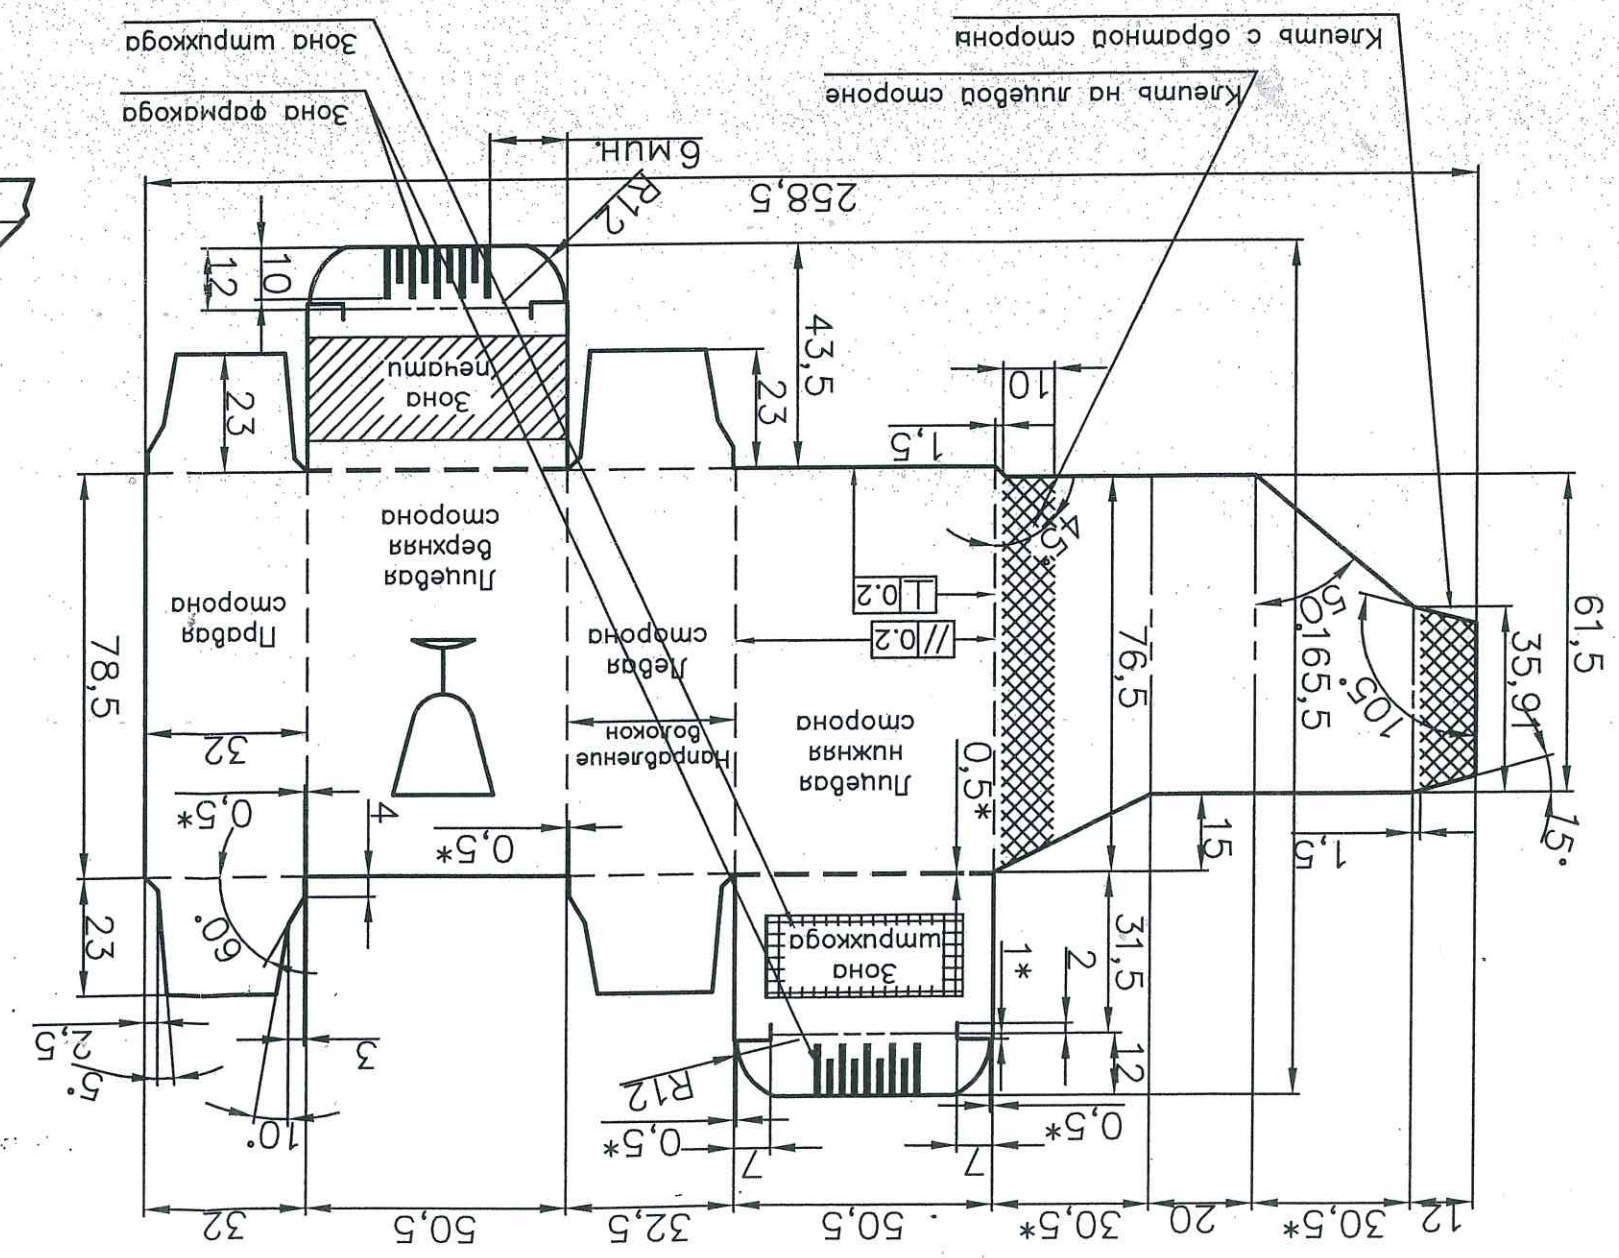 12
30,5*
20
30,5*
50,5
32,5
50,5
32
7
7
0,5*
0,5*
R12
10°
5°
3
2,5
12
2
1*
31,5
Зона
штрихкода
60°
23
15°
1,5
15
0,5*
4
0,5*
0,5*
32
Направление
волокон
Лицевая
нижняя
сторона
Левая
сторона
Лицевая
верхняя
сторона
Правая
сторона
78,5
61,5
35,91
105°
165,5
50°
76,5
// 0.2
⊥ 0.2
45°
1,5
10
43,5
23
Зона
печати
23
10
12
R12
258,5
6 мин.
Клеить на лицевой стороне
Клеить с обратной стороны
Зона фармакода
Зона штрихкода